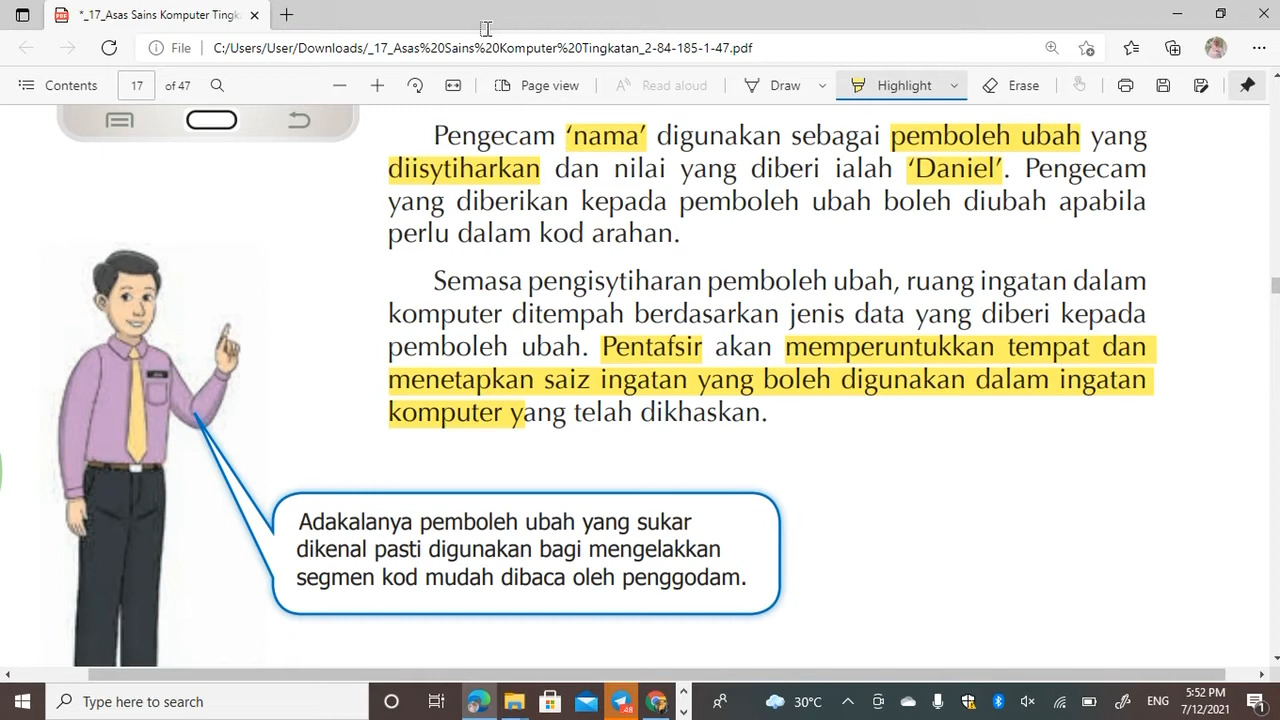 *_17_Asas Sains Komputer Tingk
File
C:/Users/User/Downloads/_17_Asas%20Sains%20Komputer%20Tingkatan_2-84-185-1-47.pdf
Contents
17
of 47
Page view
Read aloud
Draw
Highlight
Erase
Pengecam ‘nama’ digunakan sebagai pemboleh ubah yang
diisytiharkan dan nilai yang diberi ialah ‘Daniel’. Pengecam
yang diberikan kepada pemboleh ubah boleh diubah apabila
perlu dalam kod arahan.
Semasa pengisytiharan pemboleh ubah, ruang ingatan dalam
komputer ditempah berdasarkan jenis data yang diberi kepada
pemboleh ubah. Pentafsir akan memperuntukkan tempat dan
menetapkan saiz ingatan yang boleh digunakan dalam ingatan
komputer yang telah dikhaskan.
Adakalanya pemboleh ubah yang sukar
dikenal pasti digunakan bagi mengelakkan
segmen kod mudah dibaca oleh penggodam.
Type here to search
48
30°C
ENG
5:52 PM
7/12/2021
1